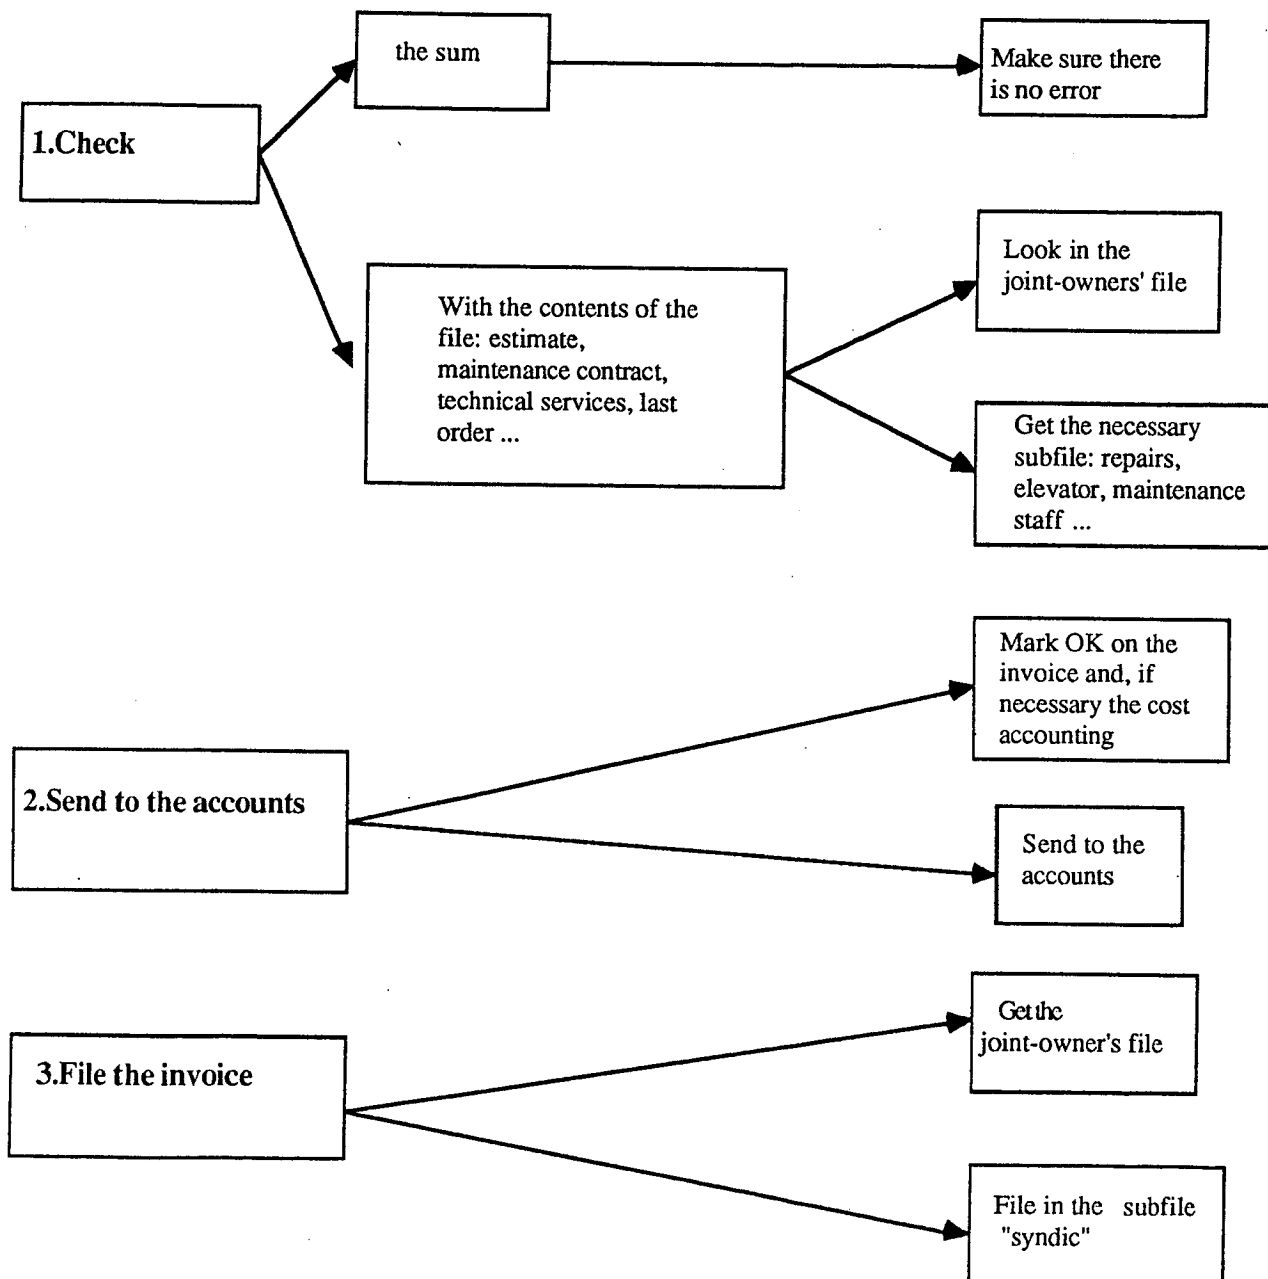 the sum
Make sure there
is no error
1.Check
Look in the
joint-owners' file
With the contents of the
file: estimate,
maintenance contract,
technical services, last
order ...
Get the necessary
subfile: repairs,
elevator, maintenance
staff ...
Mark OK on the
invoice and, if
necessary the cost
accounting
2.Send to the accounts
Send to the
accounts
Get the
joint-owner's file
3.File the invoice
File in the subfile
"syndic"